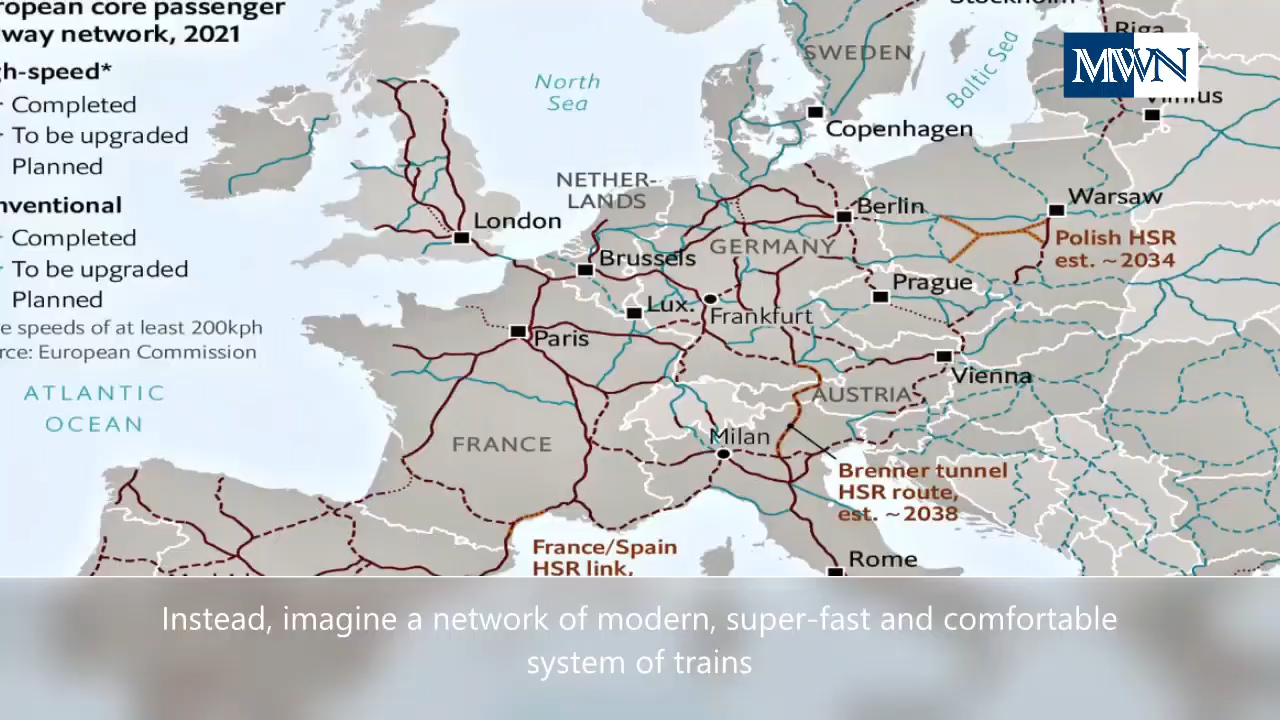 ropean core passenger
way network, 2021
gh-speed*
Completed
To be upgraded
Planned
nventional
Completed
To be upgraded
Planned
e speeds of at least 200kph
rce: European Commission
ATLANTIC
OCEAN
North
Sea
SWEDEN
Baltic Sea
Riga
MWN
Vilnius
Copenhagen
NETHER-
LANDS
London
Brussels
Berlin
Warsaw
GERMANY
Polish HSR
est. ~2034
Prague
Lux.
Frankfurt
Paris
Vienna
AUSTRIA
FRANCE
Milan
Brenner tunnel
HSR route,
est. ~2038
France/Spain
HSR link,
Rome
Instead, imagine a network of modern, super-fast and comfortable
system of trains